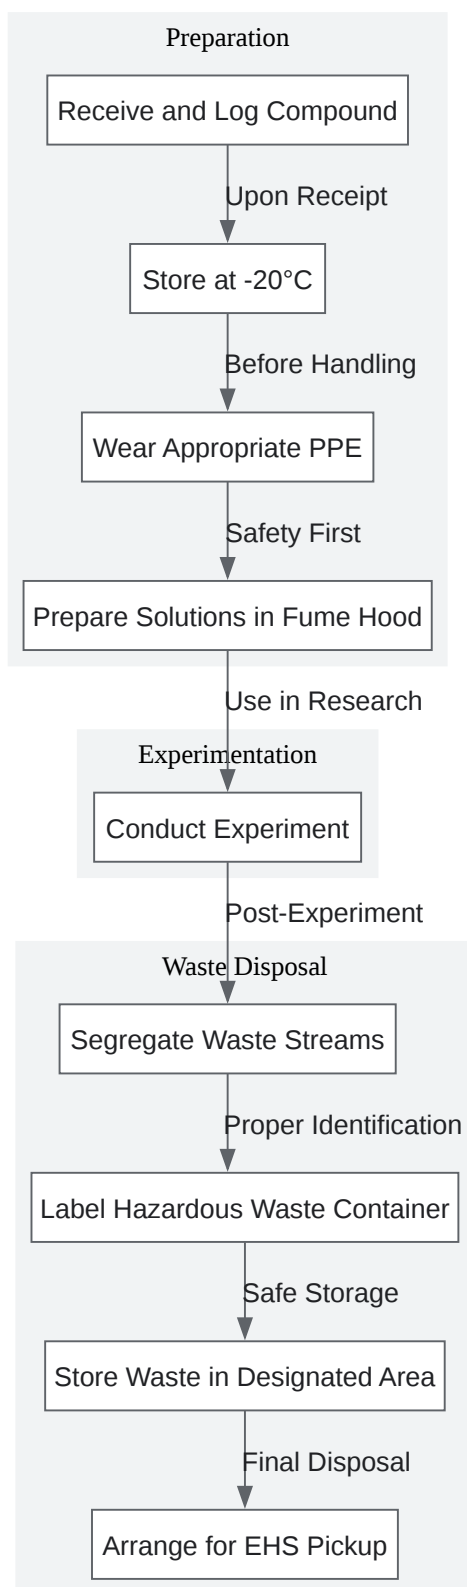 Preparation
Receive and Log Compound
Upon Receipt
Store at -20°C
Before Handling
Wear Appropriate PPE
Safety First
Prepare Solutions in Fume Hood
Use in Research
Experimentation
Conduct Experiment
Post-Experiment
Waste Disposal
Segregate Waste Streams
Proper Identification
Label Hazardous Waste Container
Safe Storage
Store Waste in Designated Area
Final Disposal
Arrange for EHS Pickup